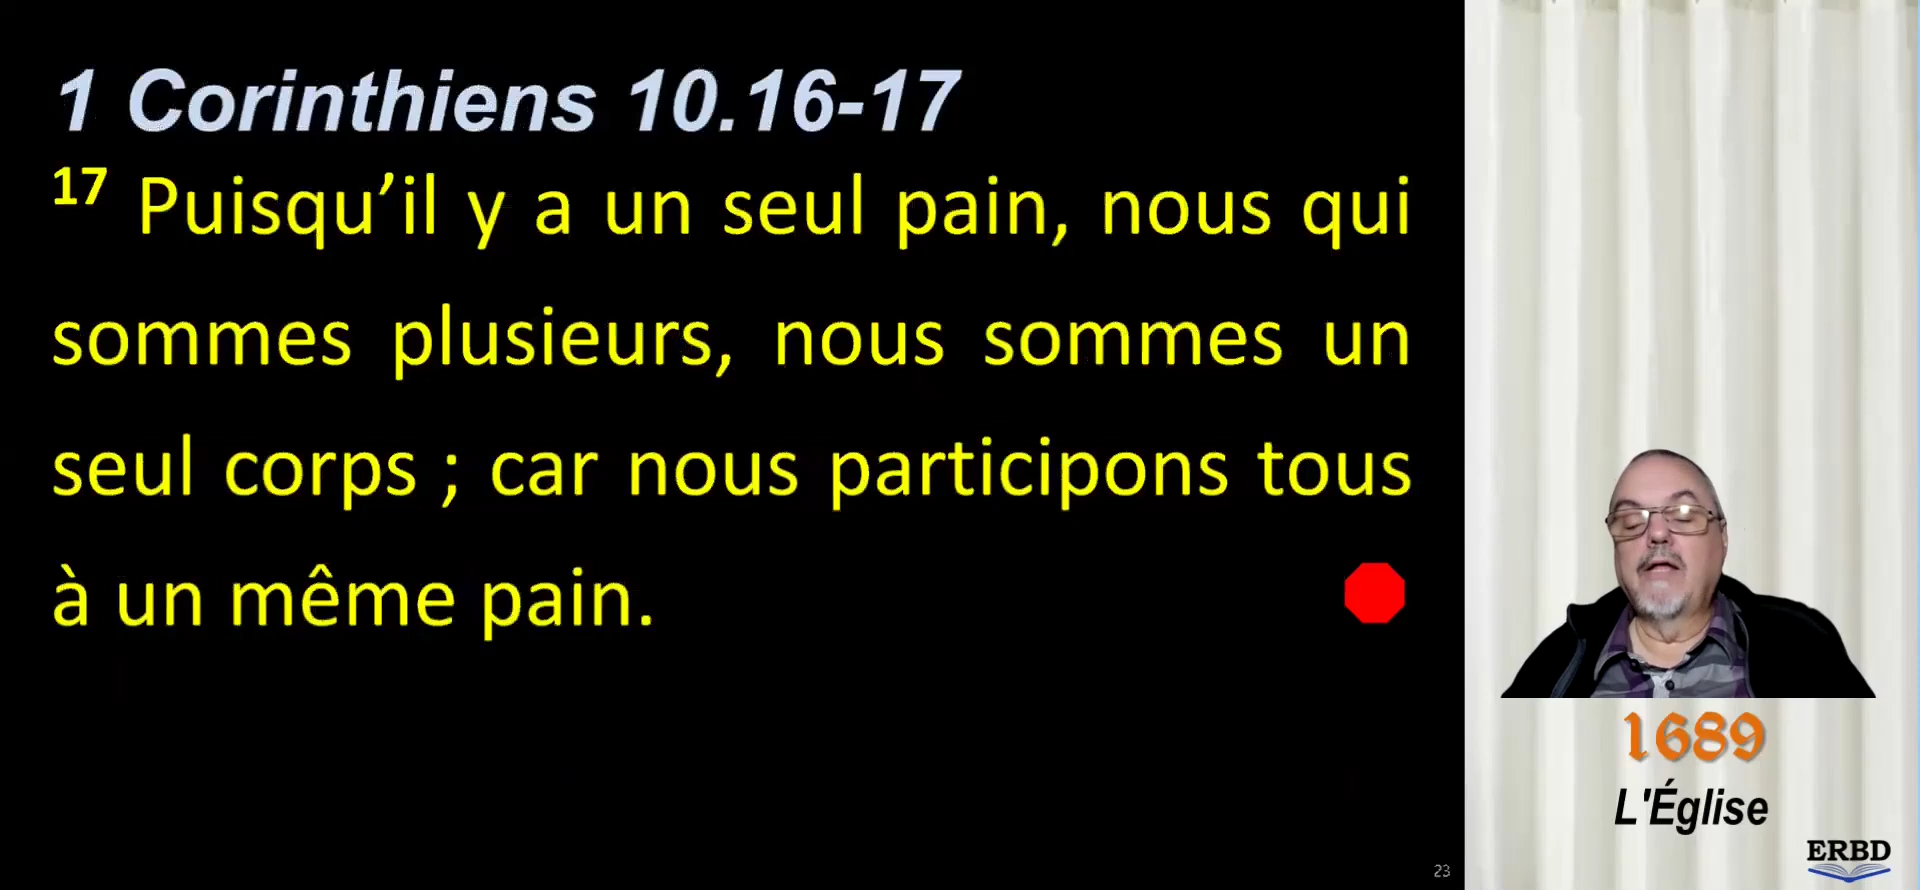 1 Corinthiens 10.16-17
17 Puisqu’il y a un seul pain, nous qui
sommes plusieurs, nous sommes un
seul corps ; car nous participons tous
à un même pain.
23
1689
L'Église
ERBD